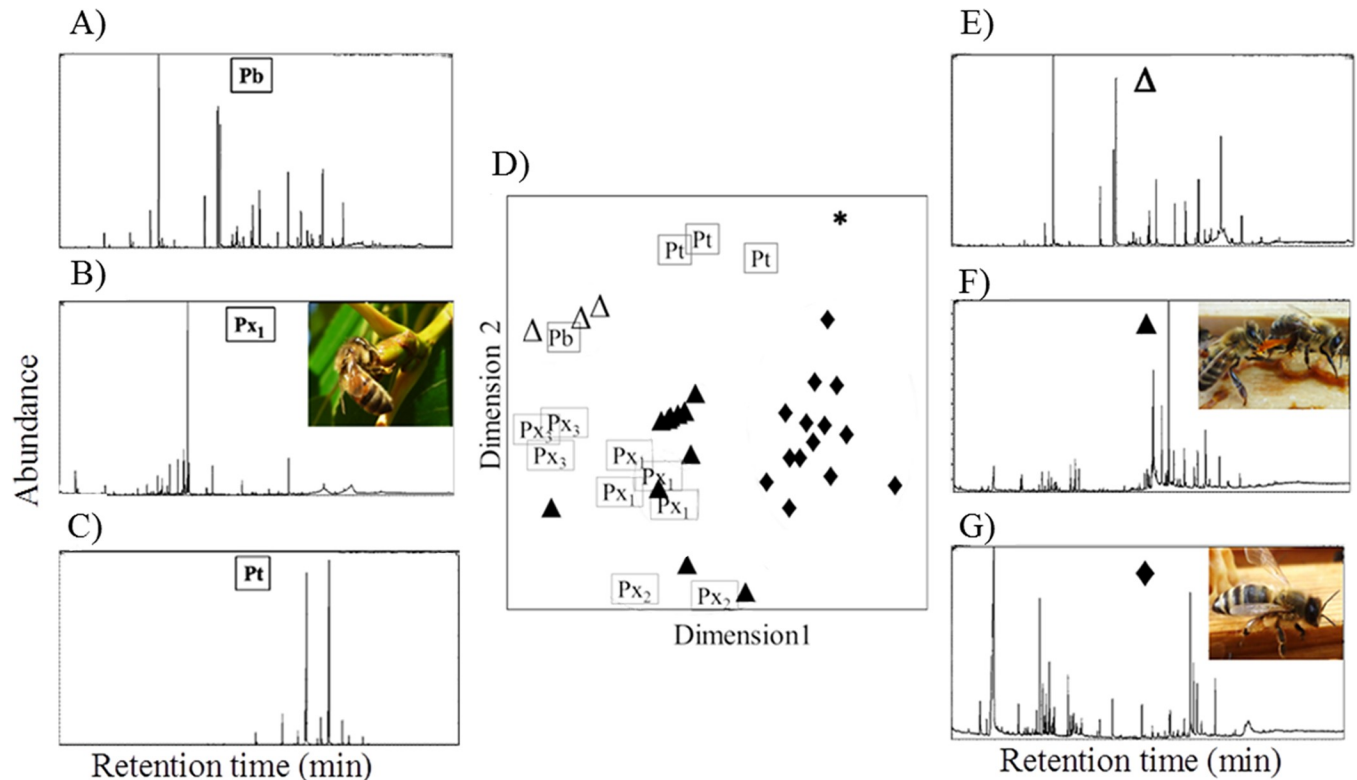 A)
Pb
B)
Px₁
C)
Pt
Abundance
Retention time (min)
D)
*
Pt Pt Pt
Δ Δ Δ
Pb
Px₃ Px₃
Px₃ Px₁
Px₁
Px₁ Px₁
Px₂ Px₂
Dimension 2
Dimension1
E)
Δ
F)
G)
Retention time (min)